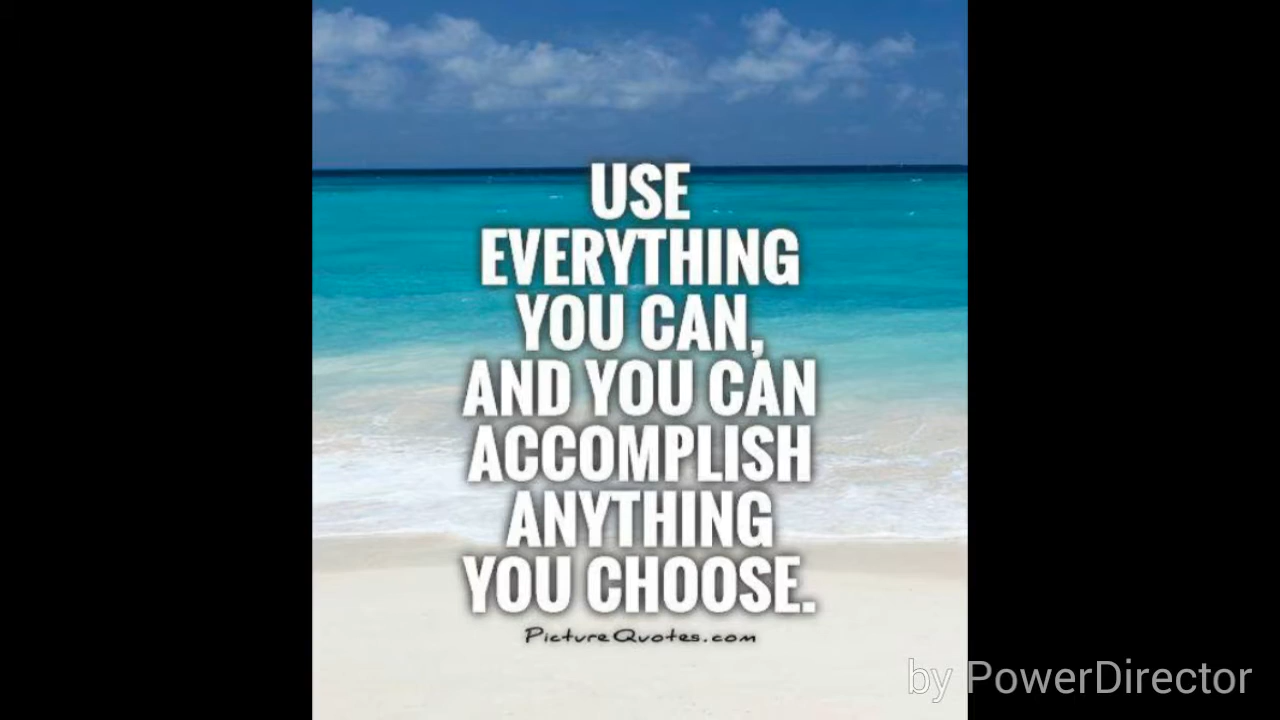 USE
EVERYTHING
YOU CAN,
AND YOU CAN
ACCOMPLISH
ANYTHING
YOU CHOOSE.
PictureQuotes.com
by PowerDirector